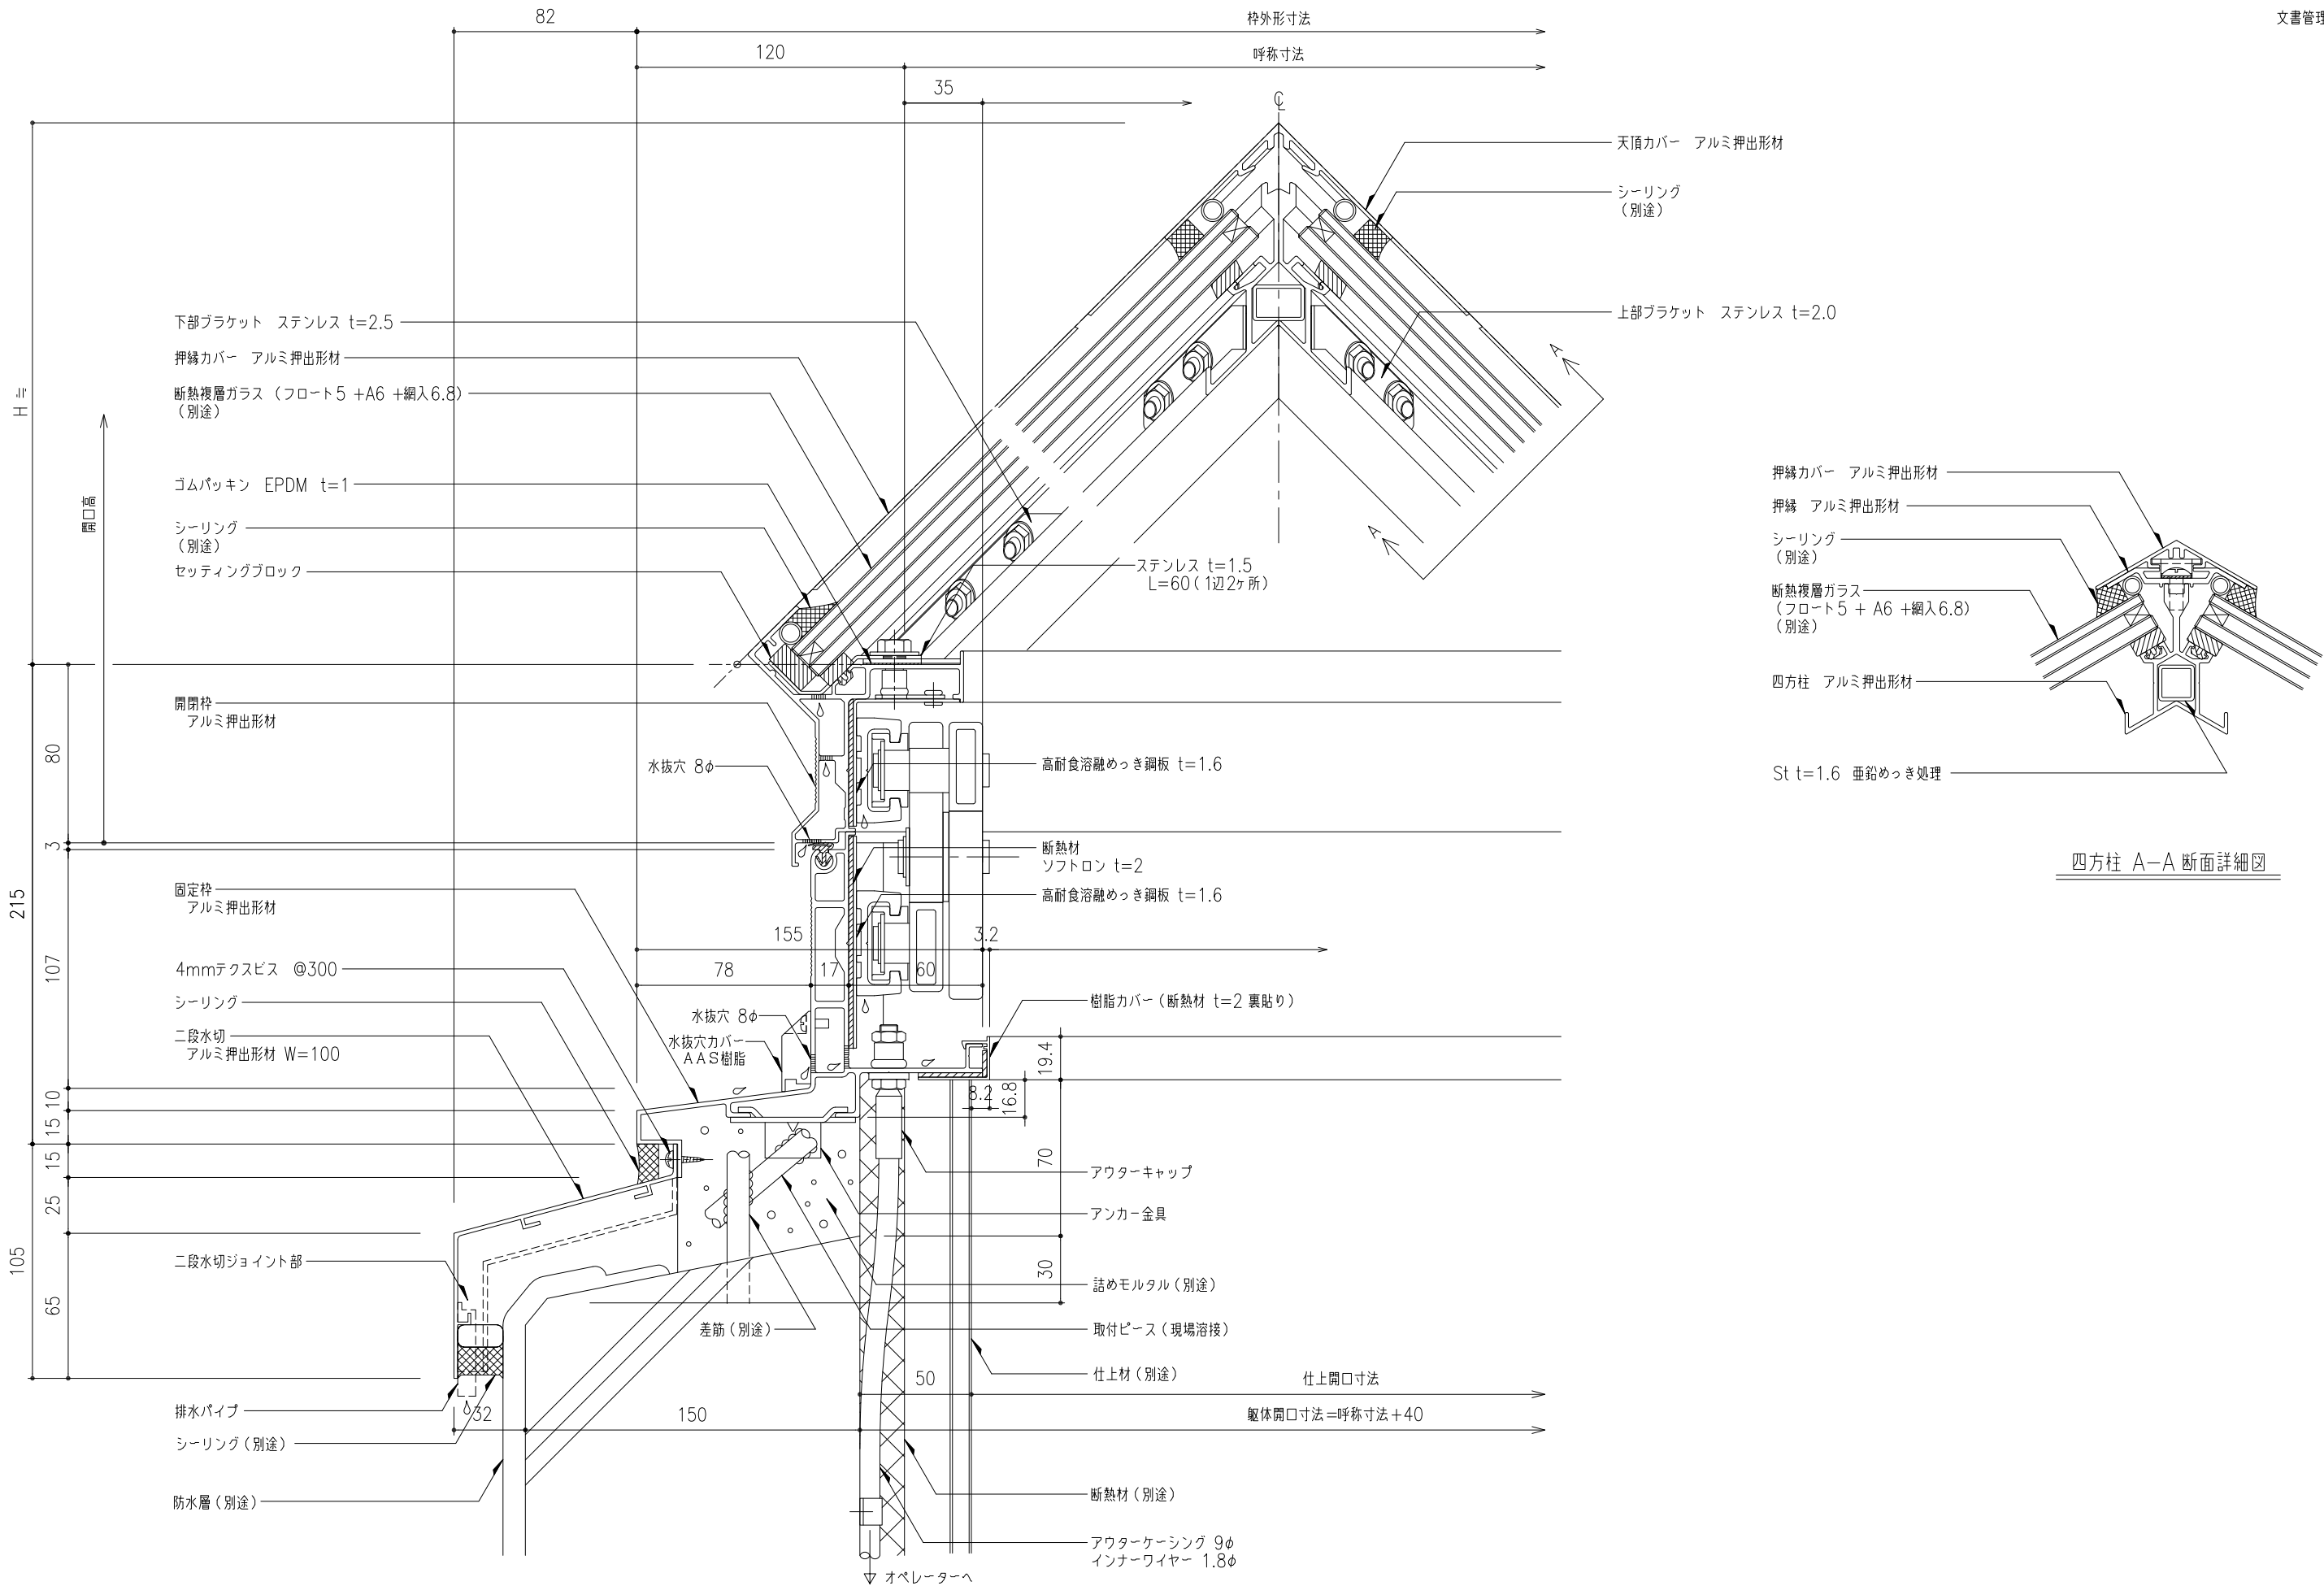 82
枠外形寸法
文書管理
120
呼称寸法
35
C
L
天頂カバー　アルミ押出形材
シーリング
（別途）
上部ブラケット　ステンレス t=2.0
A
A
下部ブラケット　ステンレス t=2.5
押縁カバー　アルミ押出形材
断熱複層ガラス（フロート5 +A6 +網入6.8）
（別途）
ゴムパッキン　EPDM　t=1
シーリング
（別途）
セッティングブロック
H ≒
開口高
ステンレス t=1.5
L=60（1辺2ヶ所）
開閉枠
アルミ押出形材
水抜穴 8φ
高耐食溶融めっき鋼板 t=1.6
断熱材
ソフトロン t=2
高耐食溶融めっき鋼板 t=1.6
固定枠
アルミ押出形材
4mmテクスビス　@300
シーリング
二段水切
アルミ押出形材 W=100
155
3.2
78
17
60
水抜穴 8φ
水抜穴カバー
AAS樹脂
樹脂カバー（断熱材 t=2 裏貼り）
80
3
107
10
15
15
25
65
215
105
19.4
8.2
16.8
70
30
アウターキャップ
アンカー金具
詰めモルタル（別途）
取付ピース（現場溶接）
仕上材（別途）
二段水切ジョイント部
差筋（別途）
50
仕上開口寸法
排水パイプ
32
150
躯体開口寸法=呼称寸法+40
シーリング（別途）
防水層（別途）
断熱材（別途）
アウターケーシング 9φ
インナーワイヤー 1.8φ
オペレーターへ
押縁カバー　アルミ押出形材
押縁　アルミ押出形材
シーリング
（別途）
断熱複層ガラス
（フロート5 + A6 +網入6.8）
（別途）
四方柱　アルミ押出形材
St t=1.6　亜鉛めっき処理
四方柱 A-A 断面詳細図